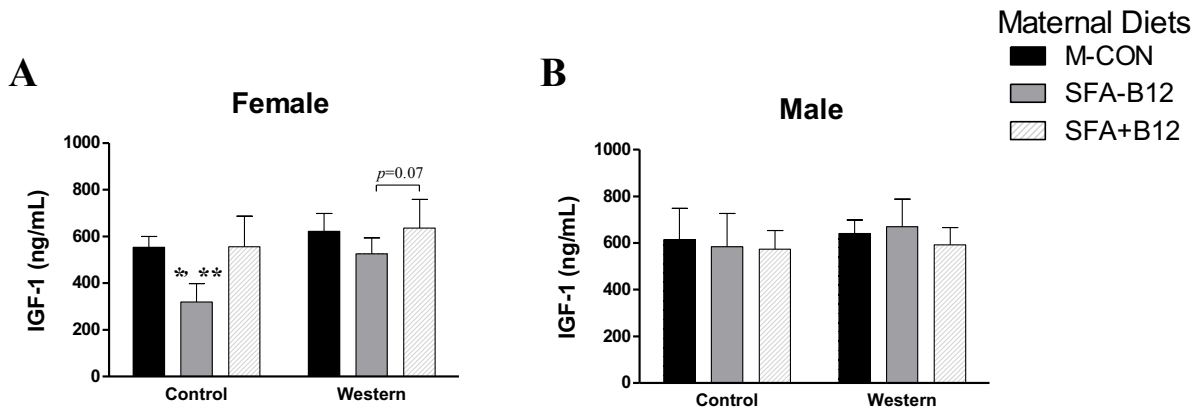 Maternal Diets
M-CON
SFA-B12
SFA+B12
A
Female
IGF-1 (ng/mL)
1000
800
600
400
200
0
*, **
p=0.07
Control
Western
B
Male
IGF-1 (ng/mL)
1000
800
600
400
200
0
Control
Western